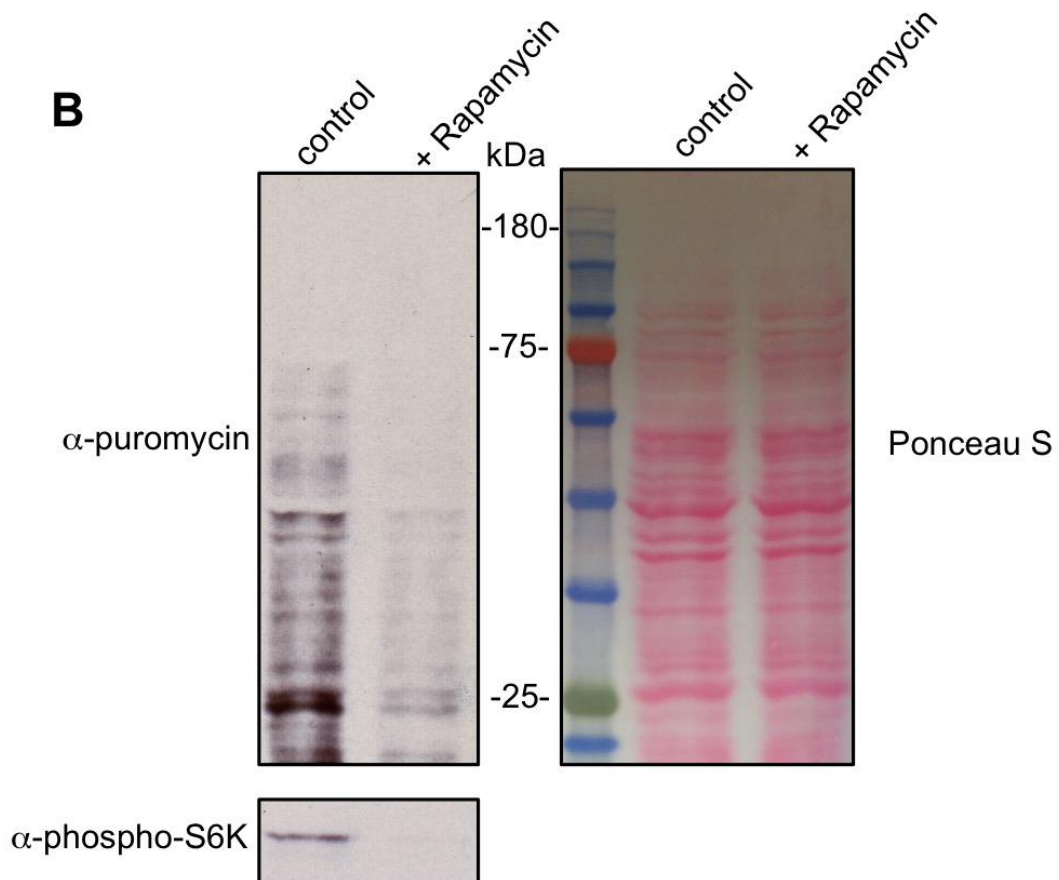 B
control
+ Rapamycin
kDa
control
+ Rapamycin
-180-
-75-
α-puromycin
Ponceau S
-25-
α-phospho-S6K